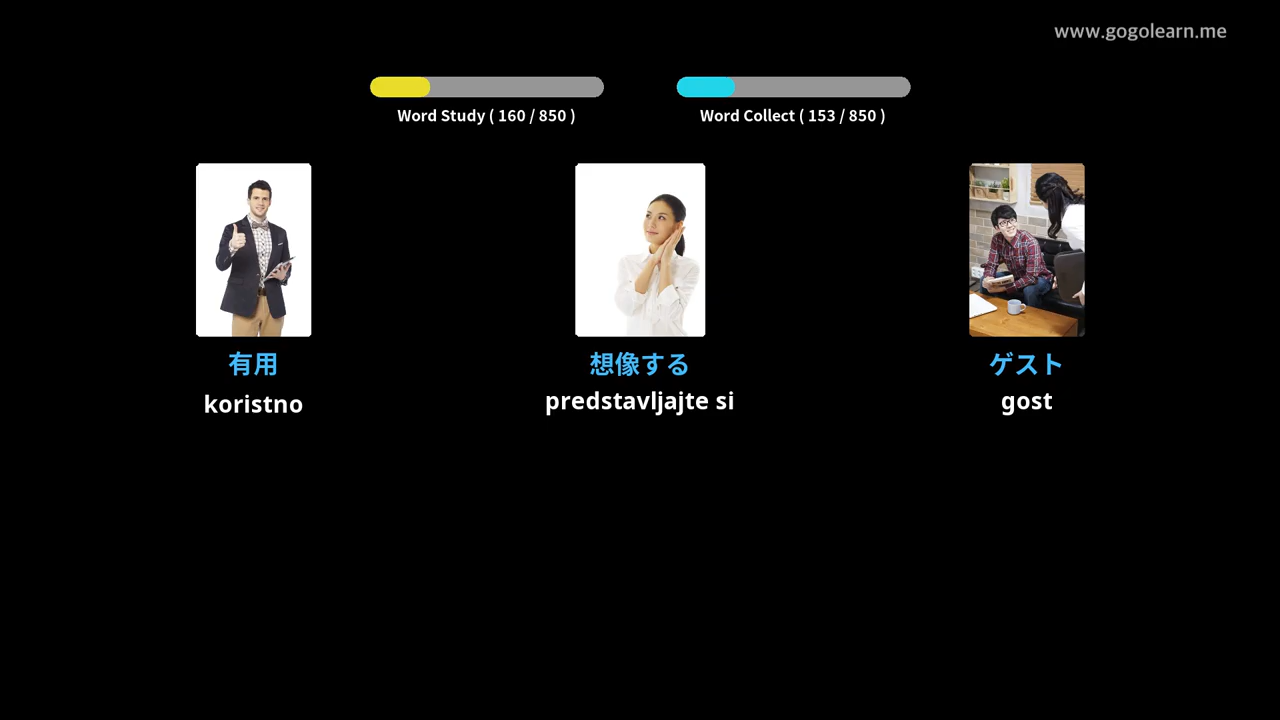 www.gogolearn.me
Word Study ( 160 / 850 )
Word Collect ( 153 / 850 )
有用
koristno
想像する
predstavljajte si
ゲスト
gost